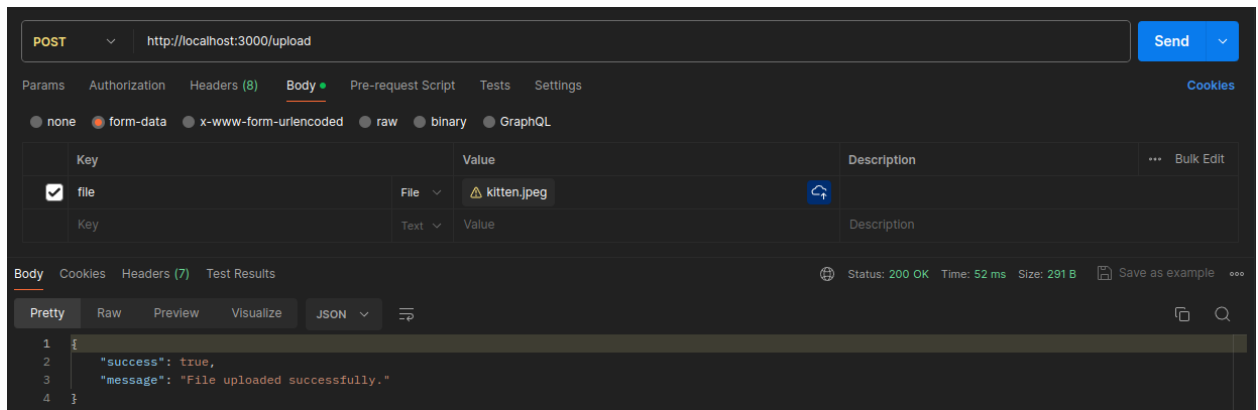 POST http://localhost:3000/upload Send
Params Authorization Headers (8) Body Pre-request Script Tests Settings Cookies
none form-data x-www-form-urlencoded raw binary GraphQL
Key Value Description ••• Bulk Edit
file File kitten.jpeg
Key Text Value Description
Body Cookies Headers (7) Test Results Status: 200 OK Time: 52 ms Size: 291 B Save as example
Pretty Raw Preview Visualize JSON
1 {
2 "success": true,
3 "message": "File uploaded successfully."
4 }